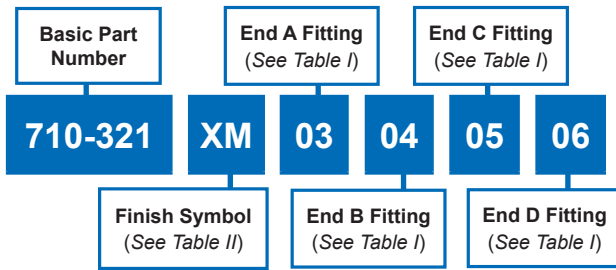 Basic Part
Number
End A Fitting
(See Table I)
End C Fitting
(See Table I)
710-321 XM 03 04 05 06
Finish Symbol
(See Table II)
End B Fitting
(See Table I)
End D Fitting
(See Table I)